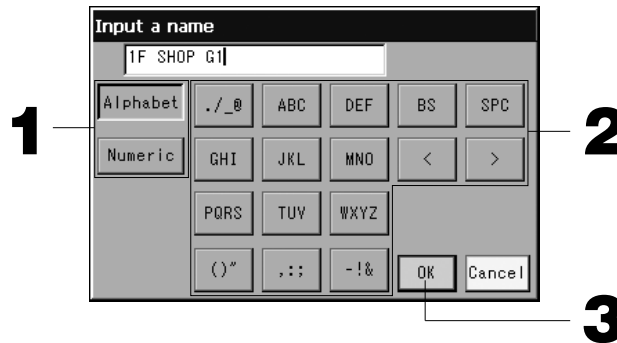 Input a name
1F SHOP G1
Alphabet ./_@ ABC DEF BS SPC
1 2
Numeric GHI JKL MNO < >
PQRS TUV WXYZ
()" ,:; -!& OK Cancel
3